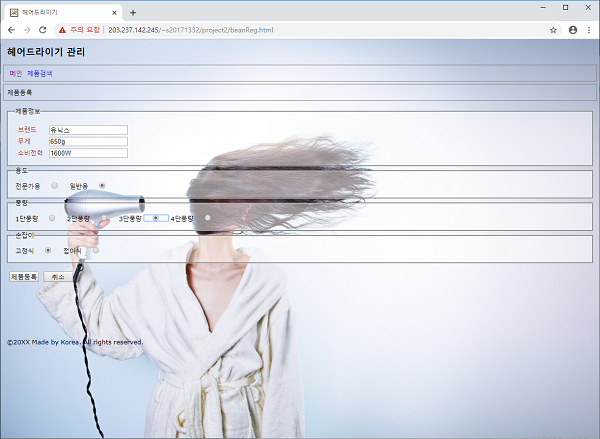 헤어드라이기
주의 요함 203.237.142.245/~s20171332/project2/beanReg.html
헤어드라이기 관리
메인 제품검색
제품등록
제품정보
브랜드 유닉스
무게 650g
소비전력 1600W
용도
전문가용 일반용
풍량
1단풍량 2단풍량 3단풍량 4단풍량
손잡이
고정식 접이식
제품등록 취소
©20XX Made by Korea. All rights reserved.